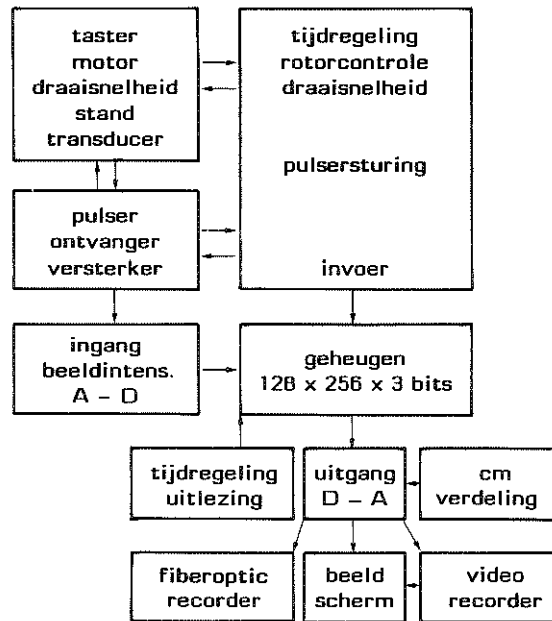 taster
motor
draaisnelheid
stand
transducer
tijdregeling
rotorcontrole
draaisnelheid
pulsersturing
invoer
pulser
ontvanger
versterker
ingang
beeldintens.
A – D
geheugen
128 x 256 x 3 bits
tijdregeling
uitlezing
uitgang
D – A
cm
verdeling
fiberoptic
recorder
beeld
scherm
video
recorder